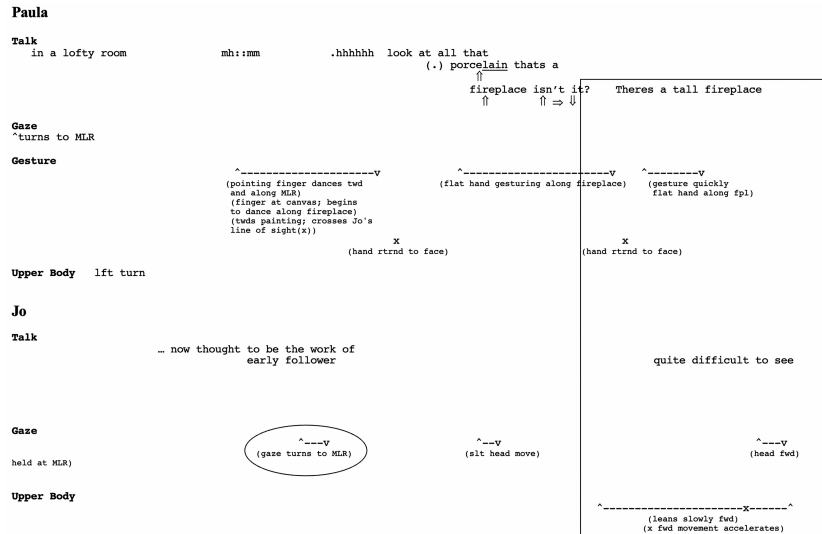 Paula
Talk
in a lofty room mh::mm .hhhhhh look at all that
(.) porcelain thats a
⇑
fireplace isn't it? Theres a tall fireplace
⇑ ⇑ ⇒ ⇓
Gaze
^turns to MLR
Gesture
^---------------------v ^----------------------v ^--------v
(pointing finger dances twd (flat hand gesturing along fireplace) (gesture quickly
and along MLR) flat hand along fpl)
(finger at canvas; begins
to dance along fireplace)
(twds painting; crosses Jo's
line of sight(x))
x x
(hand rtrnd to face) (hand rtrnd to face)
Upper Body lft turn
Jo
Talk
… now thought to be the work of
early follower quite difficult to see
Gaze
^---v ^--v ^---v
(gaze turns to MLR) (slt head move) (head fwd)
held at MLR)
Upper Body
^----------------------x------^
(leans slowly fwd)
(x fwd movement accelerates)